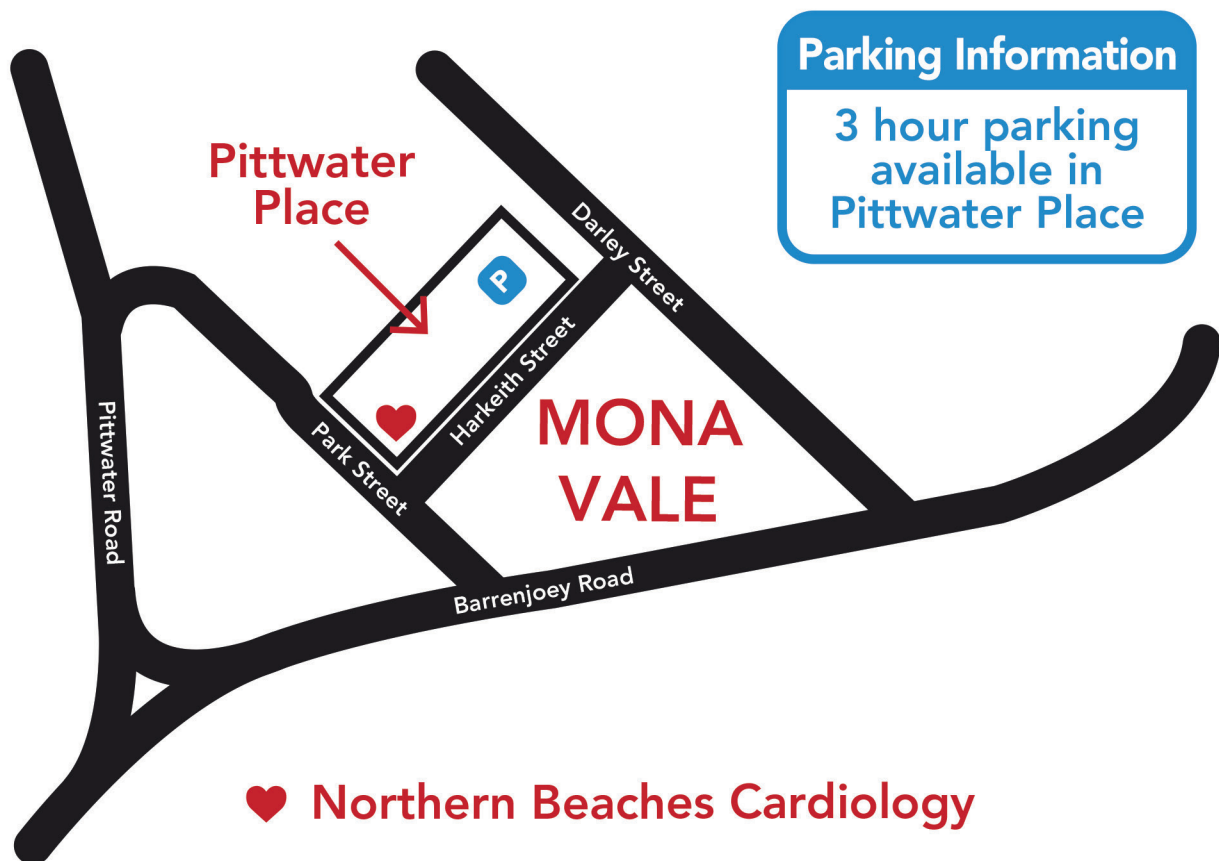 Parking Information
3 hour parking
available in
Pittwater Place
Pittwater
Place
P
Darley Street
Harkeith Street
MONA
VALE
Park Street
Pittwater Road
Barrenjoey Road
Northern Beaches Cardiology